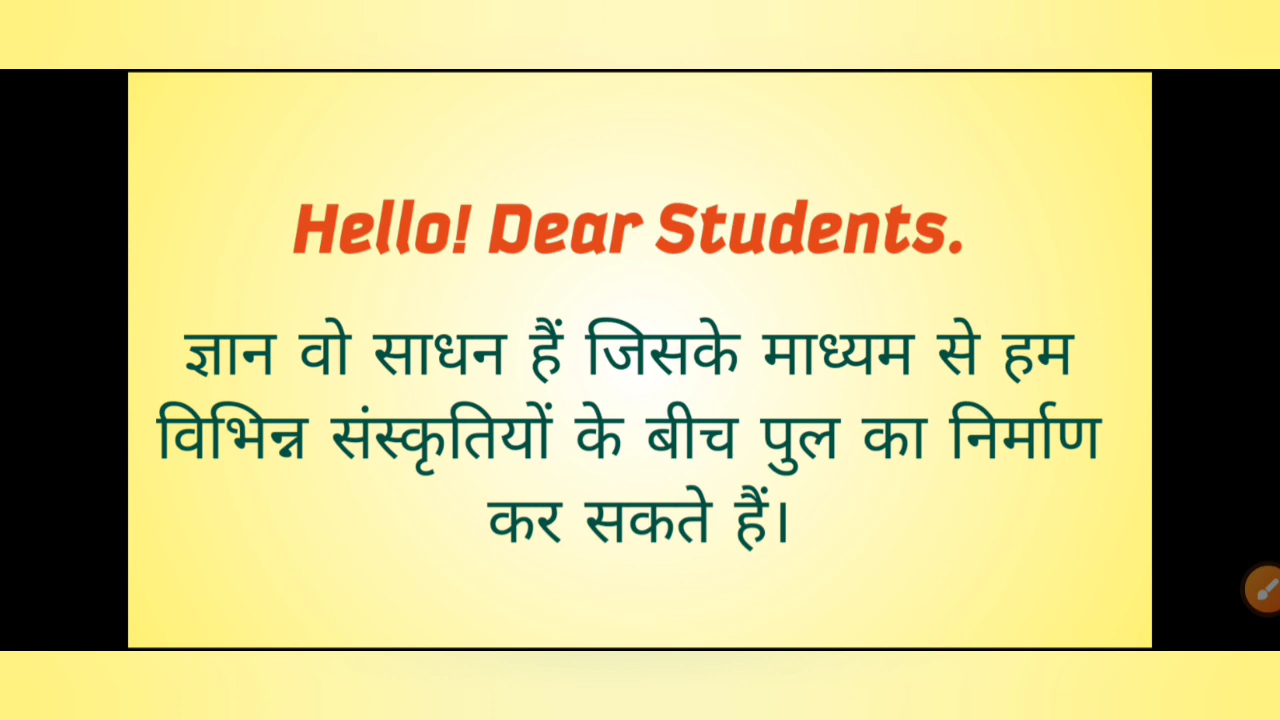 Hello! Dear Students.
ज्ञान वो साधन हैं जिसके माध्यम से हम
विभिन्न संस्कृतियों के बीच पुल का निर्माण
कर सकते हैं।